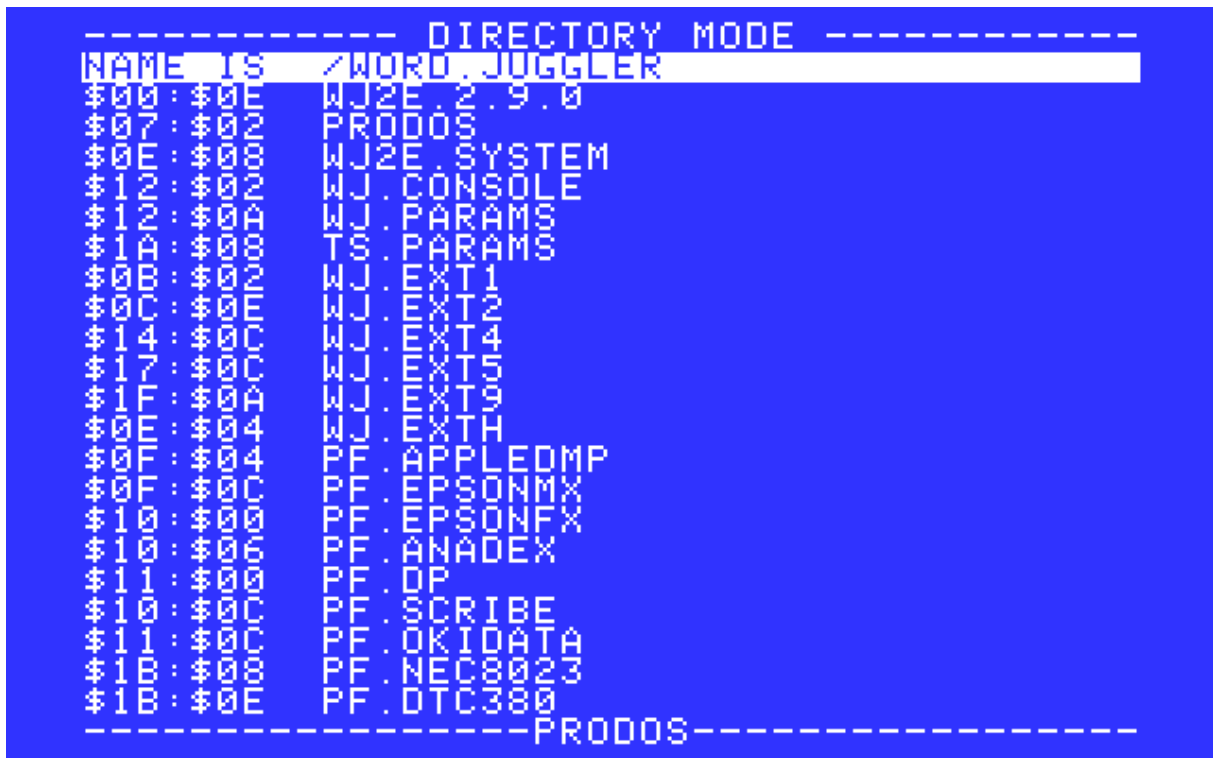 ------------ DIRECTORY MODE ------------
NAME IS  /WORD.JUGGLER
$00:$0E  WJ2E.2.9.0
$07:$02  PRODOS
$0E:$08  WJ2E.SYSTEM
$12:$02  WJ.CONSOLE
$12:$0A  WJ.PARAMS
$1A:$08  TS.PARAMS
$0B:$02  WJ.EXT1
$0C:$0E  WJ.EXT2
$14:$0C  WJ.EXT4
$17:$0C  WJ.EXT5
$1F:$0A  WJ.EXT9
$0E:$04  WJ.EXTH
$0F:$04  PF.APPLEDMP
$0F:$0C  PF.EPSONMX
$10:$00  PF.EPSONFX
$10:$06  PF.ANADEX
$11:$00  PF.DP
$10:$0C  PF.SCRIBE
$11:$0C  PF.OKIDATA
$1B:$08  PF.NEC8023
$1B:$0E  PF.DTC380
-----------------PRODOS-----------------